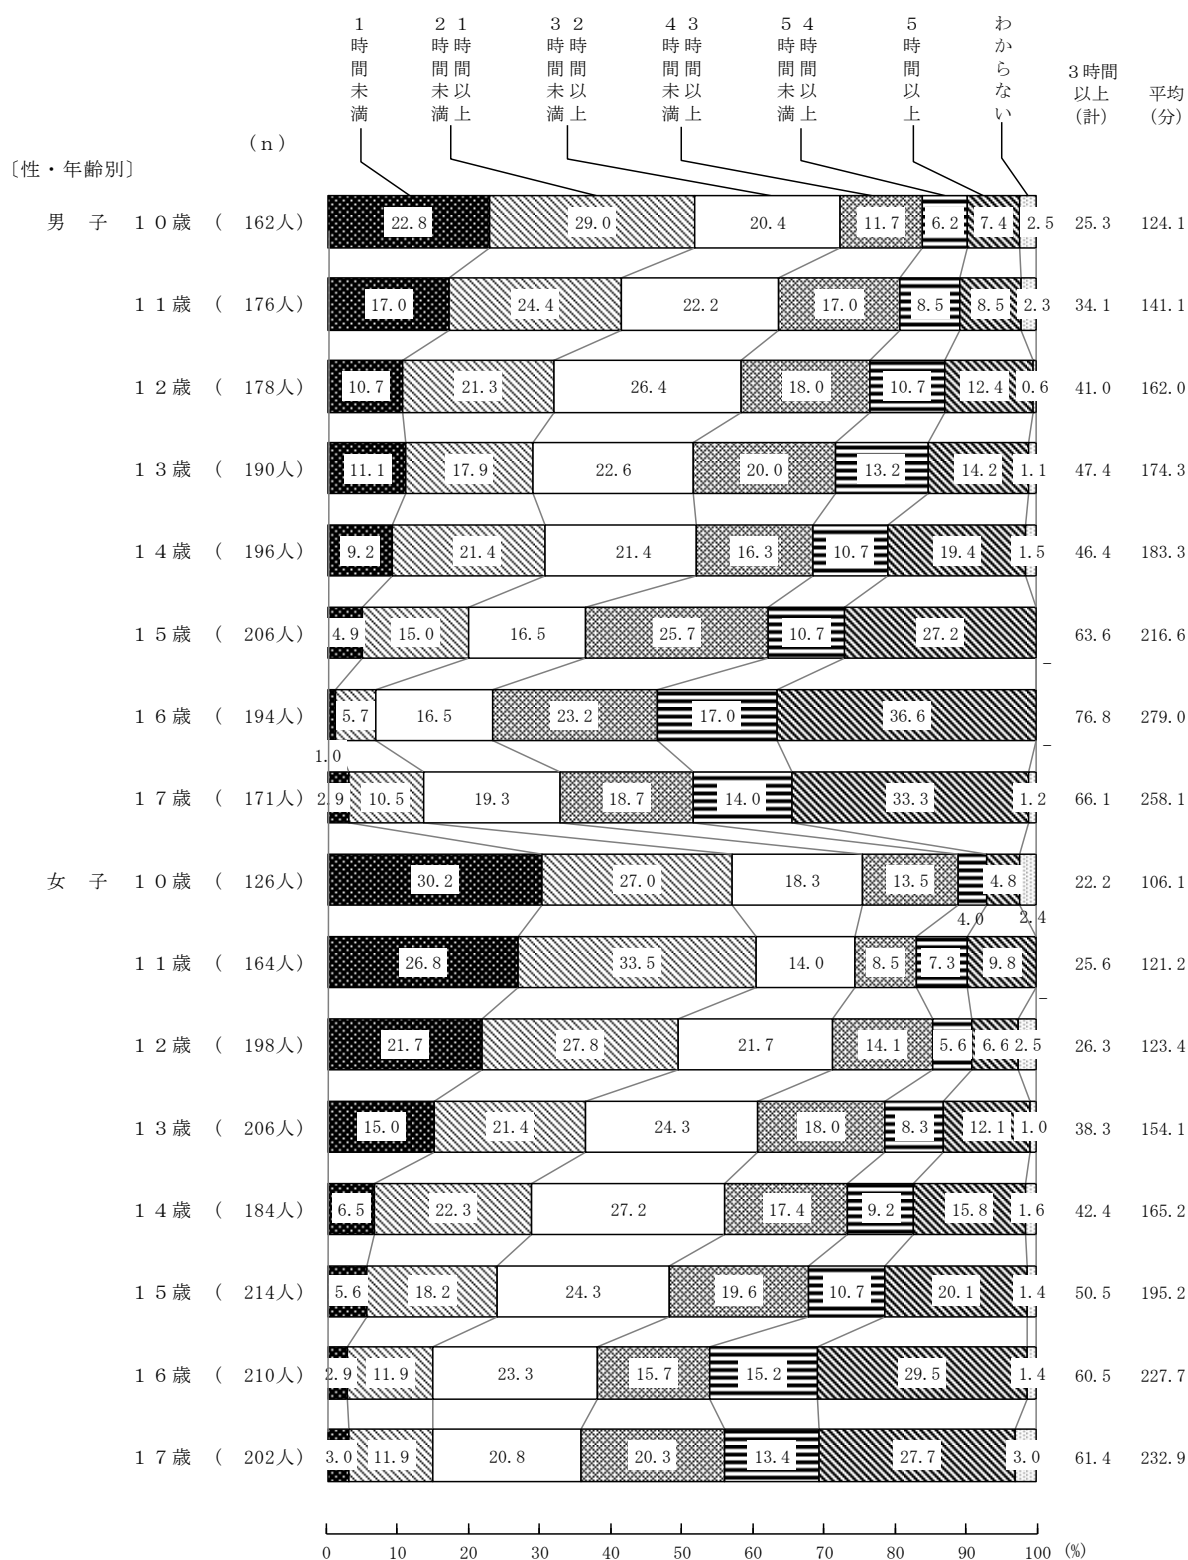 1時間未満
1時間以上2時間未満
2時間以上3時間未満
3時間以上4時間未満
4時間以上5時間未満
5時間以上
わからない
3時間以上(計)
平均(分)
(n)
〔性・年齢別〕
男 子 10歳 ( 162人) 22.8 29.0 20.4 11.7 6.2 7.4 2.5 25.3 124.1
11歳 ( 176人) 17.0 24.4 22.2 17.0 8.5 8.5 2.3 34.1 141.1
12歳 ( 178人) 10.7 21.3 26.4 18.0 10.7 12.4 0.6 41.0 162.0
13歳 ( 190人) 11.1 17.9 22.6 20.0 13.2 14.2 1.1 47.4 174.3
14歳 ( 196人) 9.2 21.4 21.4 16.3 10.7 19.4 1.5 46.4 183.3
15歳 ( 206人) 4.9 15.0 16.5 25.7 10.7 27.2 - 63.6 216.6
16歳 ( 194人) 1.0 5.7 16.5 23.2 17.0 36.6 - 76.8 279.0
17歳 ( 171人) 2.9 10.5 19.3 18.7 14.0 33.3 1.2 66.1 258.1
女 子 10歳 ( 126人) 30.2 27.0 18.3 13.5 4.0 4.8 2.4 22.2 106.1
11歳 ( 164人) 26.8 33.5 14.0 8.5 7.3 9.8 - 25.6 121.2
12歳 ( 198人) 21.7 27.8 21.7 14.1 5.6 6.6 2.5 26.3 123.4
13歳 ( 206人) 15.0 21.4 24.3 18.0 8.3 12.1 1.0 38.3 154.1
14歳 ( 184人) 6.5 22.3 27.2 17.4 9.2 15.8 1.6 42.4 165.2
15歳 ( 214人) 5.6 18.2 24.3 19.6 10.7 20.1 1.4 50.5 195.2
16歳 ( 210人) 2.9 11.9 23.3 15.7 15.2 29.5 1.4 60.5 227.7
17歳 ( 202人) 3.0 11.9 20.8 20.3 13.4 27.7 3.0 61.4 232.9
0 10 20 30 40 50 60 70 80 90 100 (%)